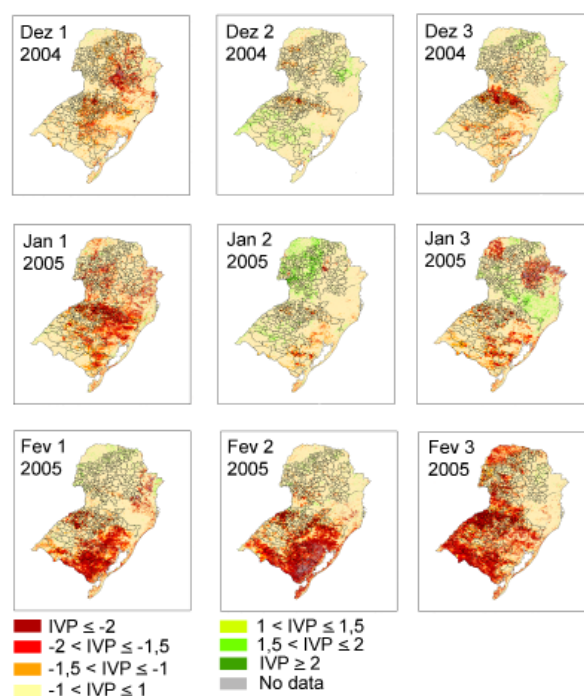 Dez 1
2004
Dez 2
2004
Dez 3
2004
Jan 1
2005
Jan 2
2005
Jan 3
2005
Fev 1
2005
Fev 2
2005
Fev 3
2005
IVP ≤ -2
-2 < IVP ≤ -1,5
-1,5 < IVP ≤ -1
-1 < IVP ≤ 1
1 < IVP ≤ 1,5
1,5 < IVP ≤ 2
IVP ≥ 2
No data